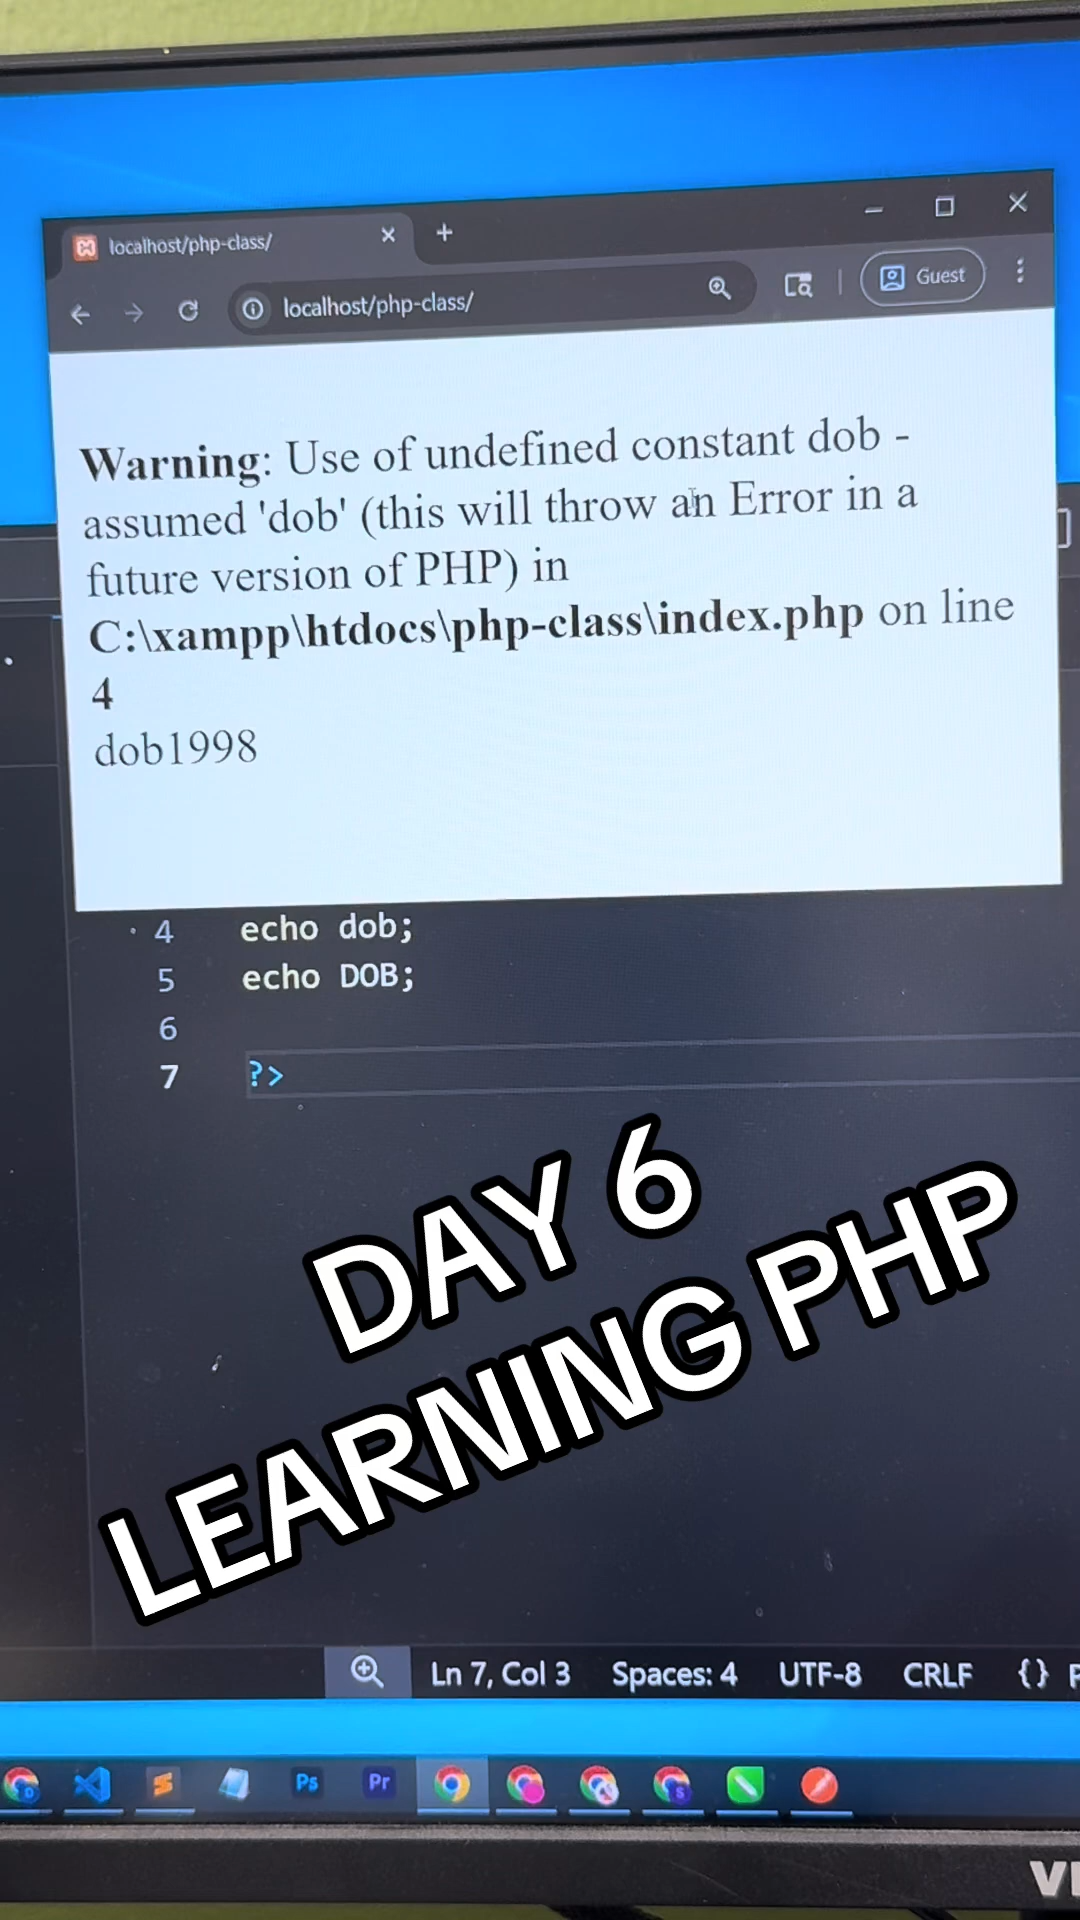 localhost/php-class/
localhost/php-class/
Guest
Warning: Use of undefined constant dob -
assumed 'dob' (this will throw an Error in a
future version of PHP) in
C:\xampp\htdocs\php-class\index.php on line
4
dob1998
4 echo dob;
5 echo DOB;
6
7 ?>
DAY 6
LEARNING PHP
Ln 7, Col 3 Spaces: 4 UTF-8 CRLF {}
Ps Pr